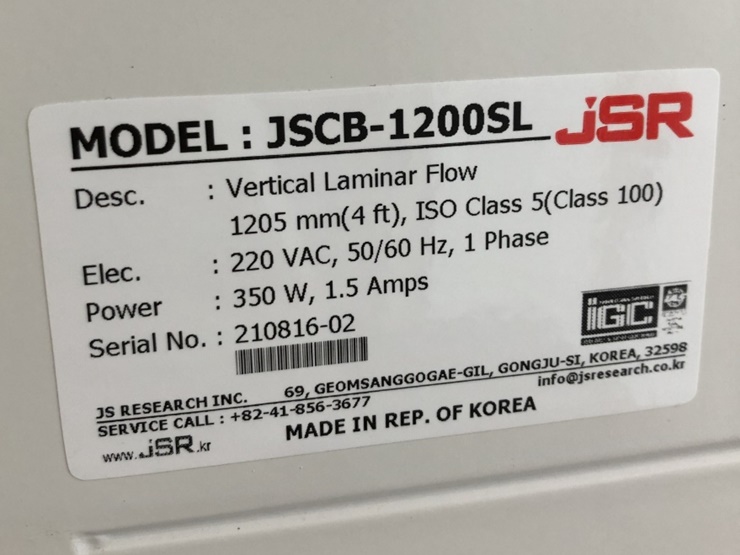 MODEL : JSCB-1200SL JSR
Desc. : Vertical Laminar Flow
1205 mm(4 ft), ISO Class 5(Class 100)
Elec. : 220 VAC, 50/60 Hz, 1 Phase
Power : 350 W, 1.5 Amps
Serial No. : 210816-02
IGC
JS RESEARCH INC. 69, GEOMSANGGOGAE-GIL, GONGJU-SI, KOREA, 32598
SERVICE CALL : +82-41-856-3677 info@jsresearch.co.kr
www.JSR.kr MADE IN REP. OF KOREA